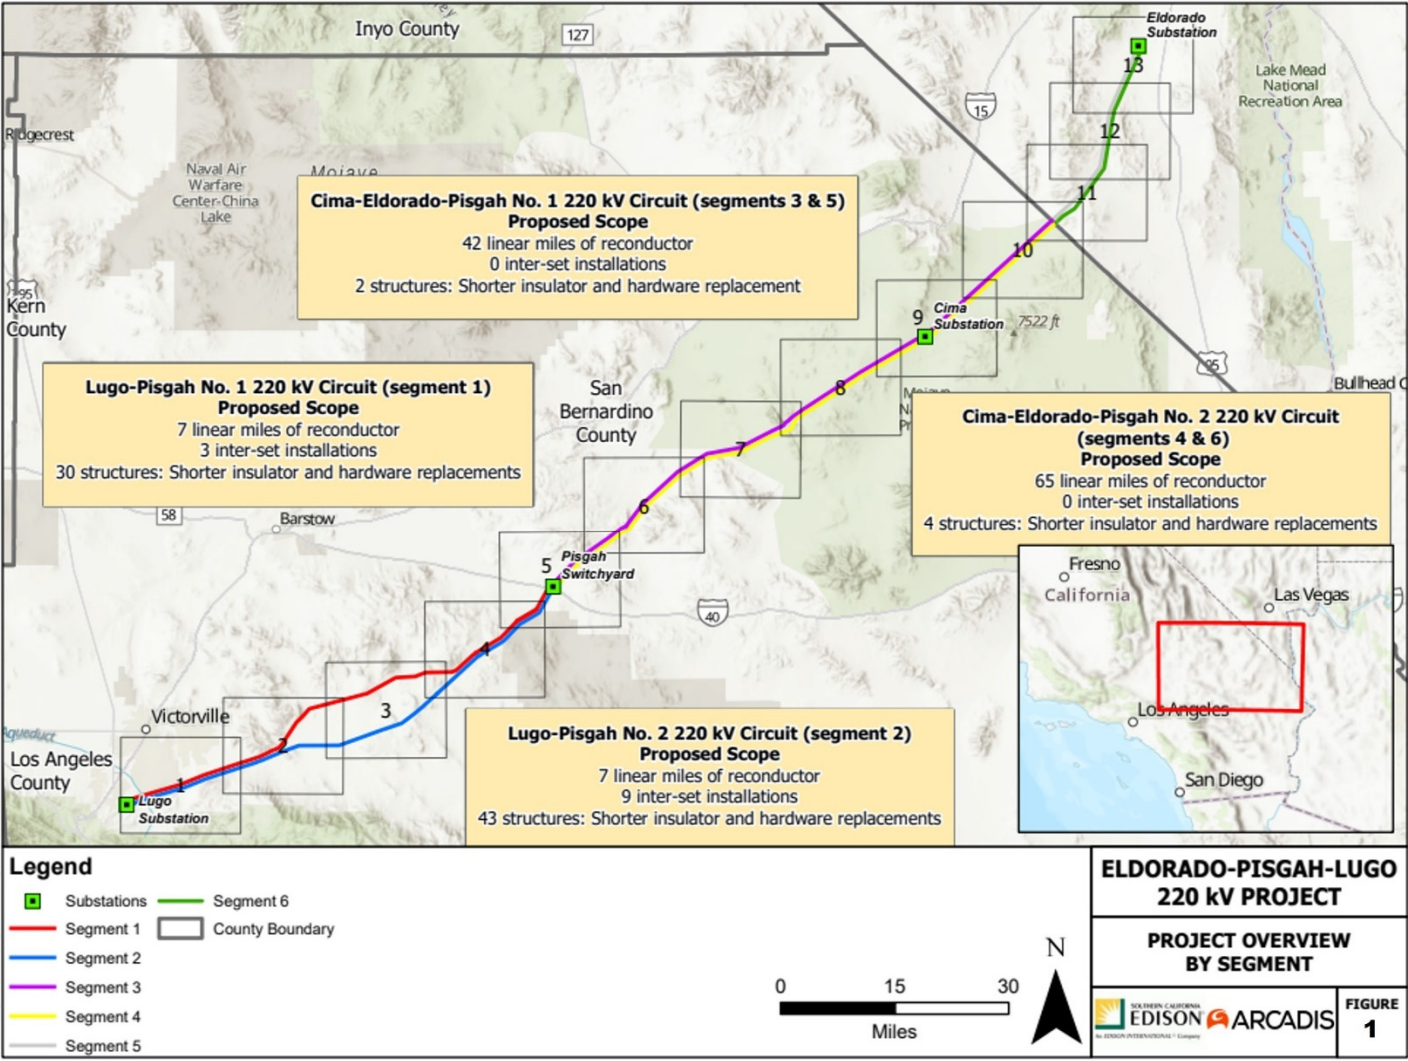 Inyo County
127
Eldorado
Substation
13
Lake Mead
National
Recreation Area
15
12
Ridgecrest
Naval Air
Warfare
Center-China
Lake
Mojave
11
Cima-Eldorado-Pisgah No. 1 220 kV Circuit (segments 3 & 5)
Proposed Scope
42 linear miles of reconductor
0 inter-set installations
2 structures: Shorter insulator and hardware replacement
10
95
Kern
County
9
Cima
Substation
7522 ft
95
Bullhead C
Lugo-Pisgah No. 1 220 kV Circuit (segment 1)
Proposed Scope
7 linear miles of reconductor
3 inter-set installations
30 structures: Shorter insulator and hardware replacements
San
Bernardino
County
8
7
Cima-Eldorado-Pisgah No. 2 220 kV Circuit
(segments 4 & 6)
Proposed Scope
65 linear miles of reconductor
0 inter-set installations
4 structures: Shorter insulator and hardware replacements
58
Barstow
6
5
Pisgah
Switchyard
40
4
Fresno
California
Las Vegas
Los Angeles
San Diego
3
Victorville
2
Aqueduct
Los Angeles
County
1
Lugo
Substation
Lugo-Pisgah No. 2 220 kV Circuit (segment 2)
Proposed Scope
7 linear miles of reconductor
9 inter-set installations
43 structures: Shorter insulator and hardware replacements
Legend
Substations
Segment 1
Segment 2
Segment 3
Segment 4
Segment 5
Segment 6
County Boundary
0 15 30
Miles
N
ELDORADO-PISGAH-LUGO
220 kV PROJECT
PROJECT OVERVIEW
BY SEGMENT
SOUTHERN CALIFORNIA
EDISON
An EDISON INTERNATIONAL® Company
ARCADIS
FIGURE
1